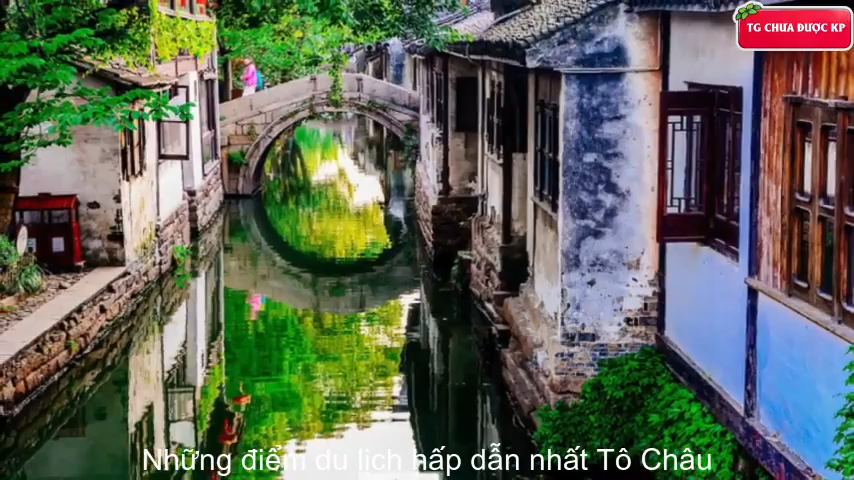 TG CHƯA ĐƯỢC KP
Những điểm du lịch hấp dẫn nhất Tô Châu